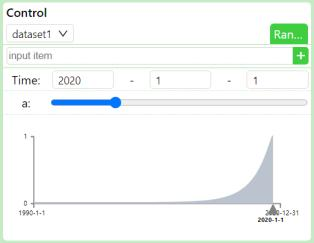 Control
dataset1
Ran...
input item
+
Time: 2020 - 1 - 1
a:
1
0
1990-1-1
-12-31
2020-1-1